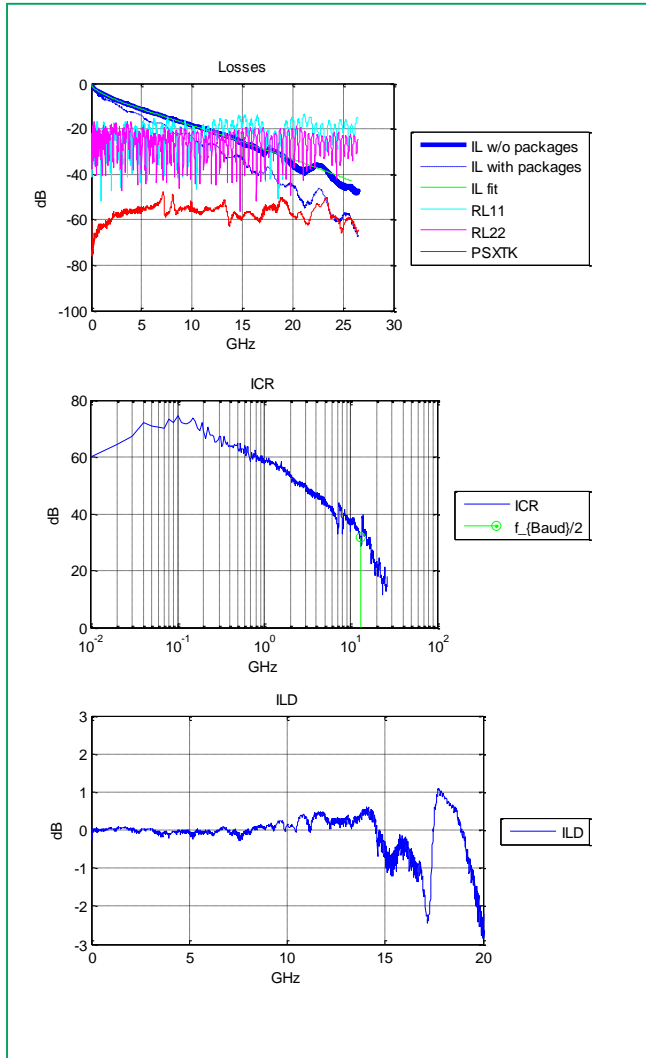 Losses
0
-20
-40
-60
-80
-100
dB
0 5 10 15 20 25 30
GHz
IL w/o packages
IL with packages
IL fit
RL11
RL22
PSXTK
ICR
80
60
40
20
0
dB
10^-2 10^-1 10^0 10^1 10^2
GHz
ICR
f_{Baud}/2
ILD
3
2
1
0
-1
-2
-3
dB
0 5 10 15 20
GHz
ILD